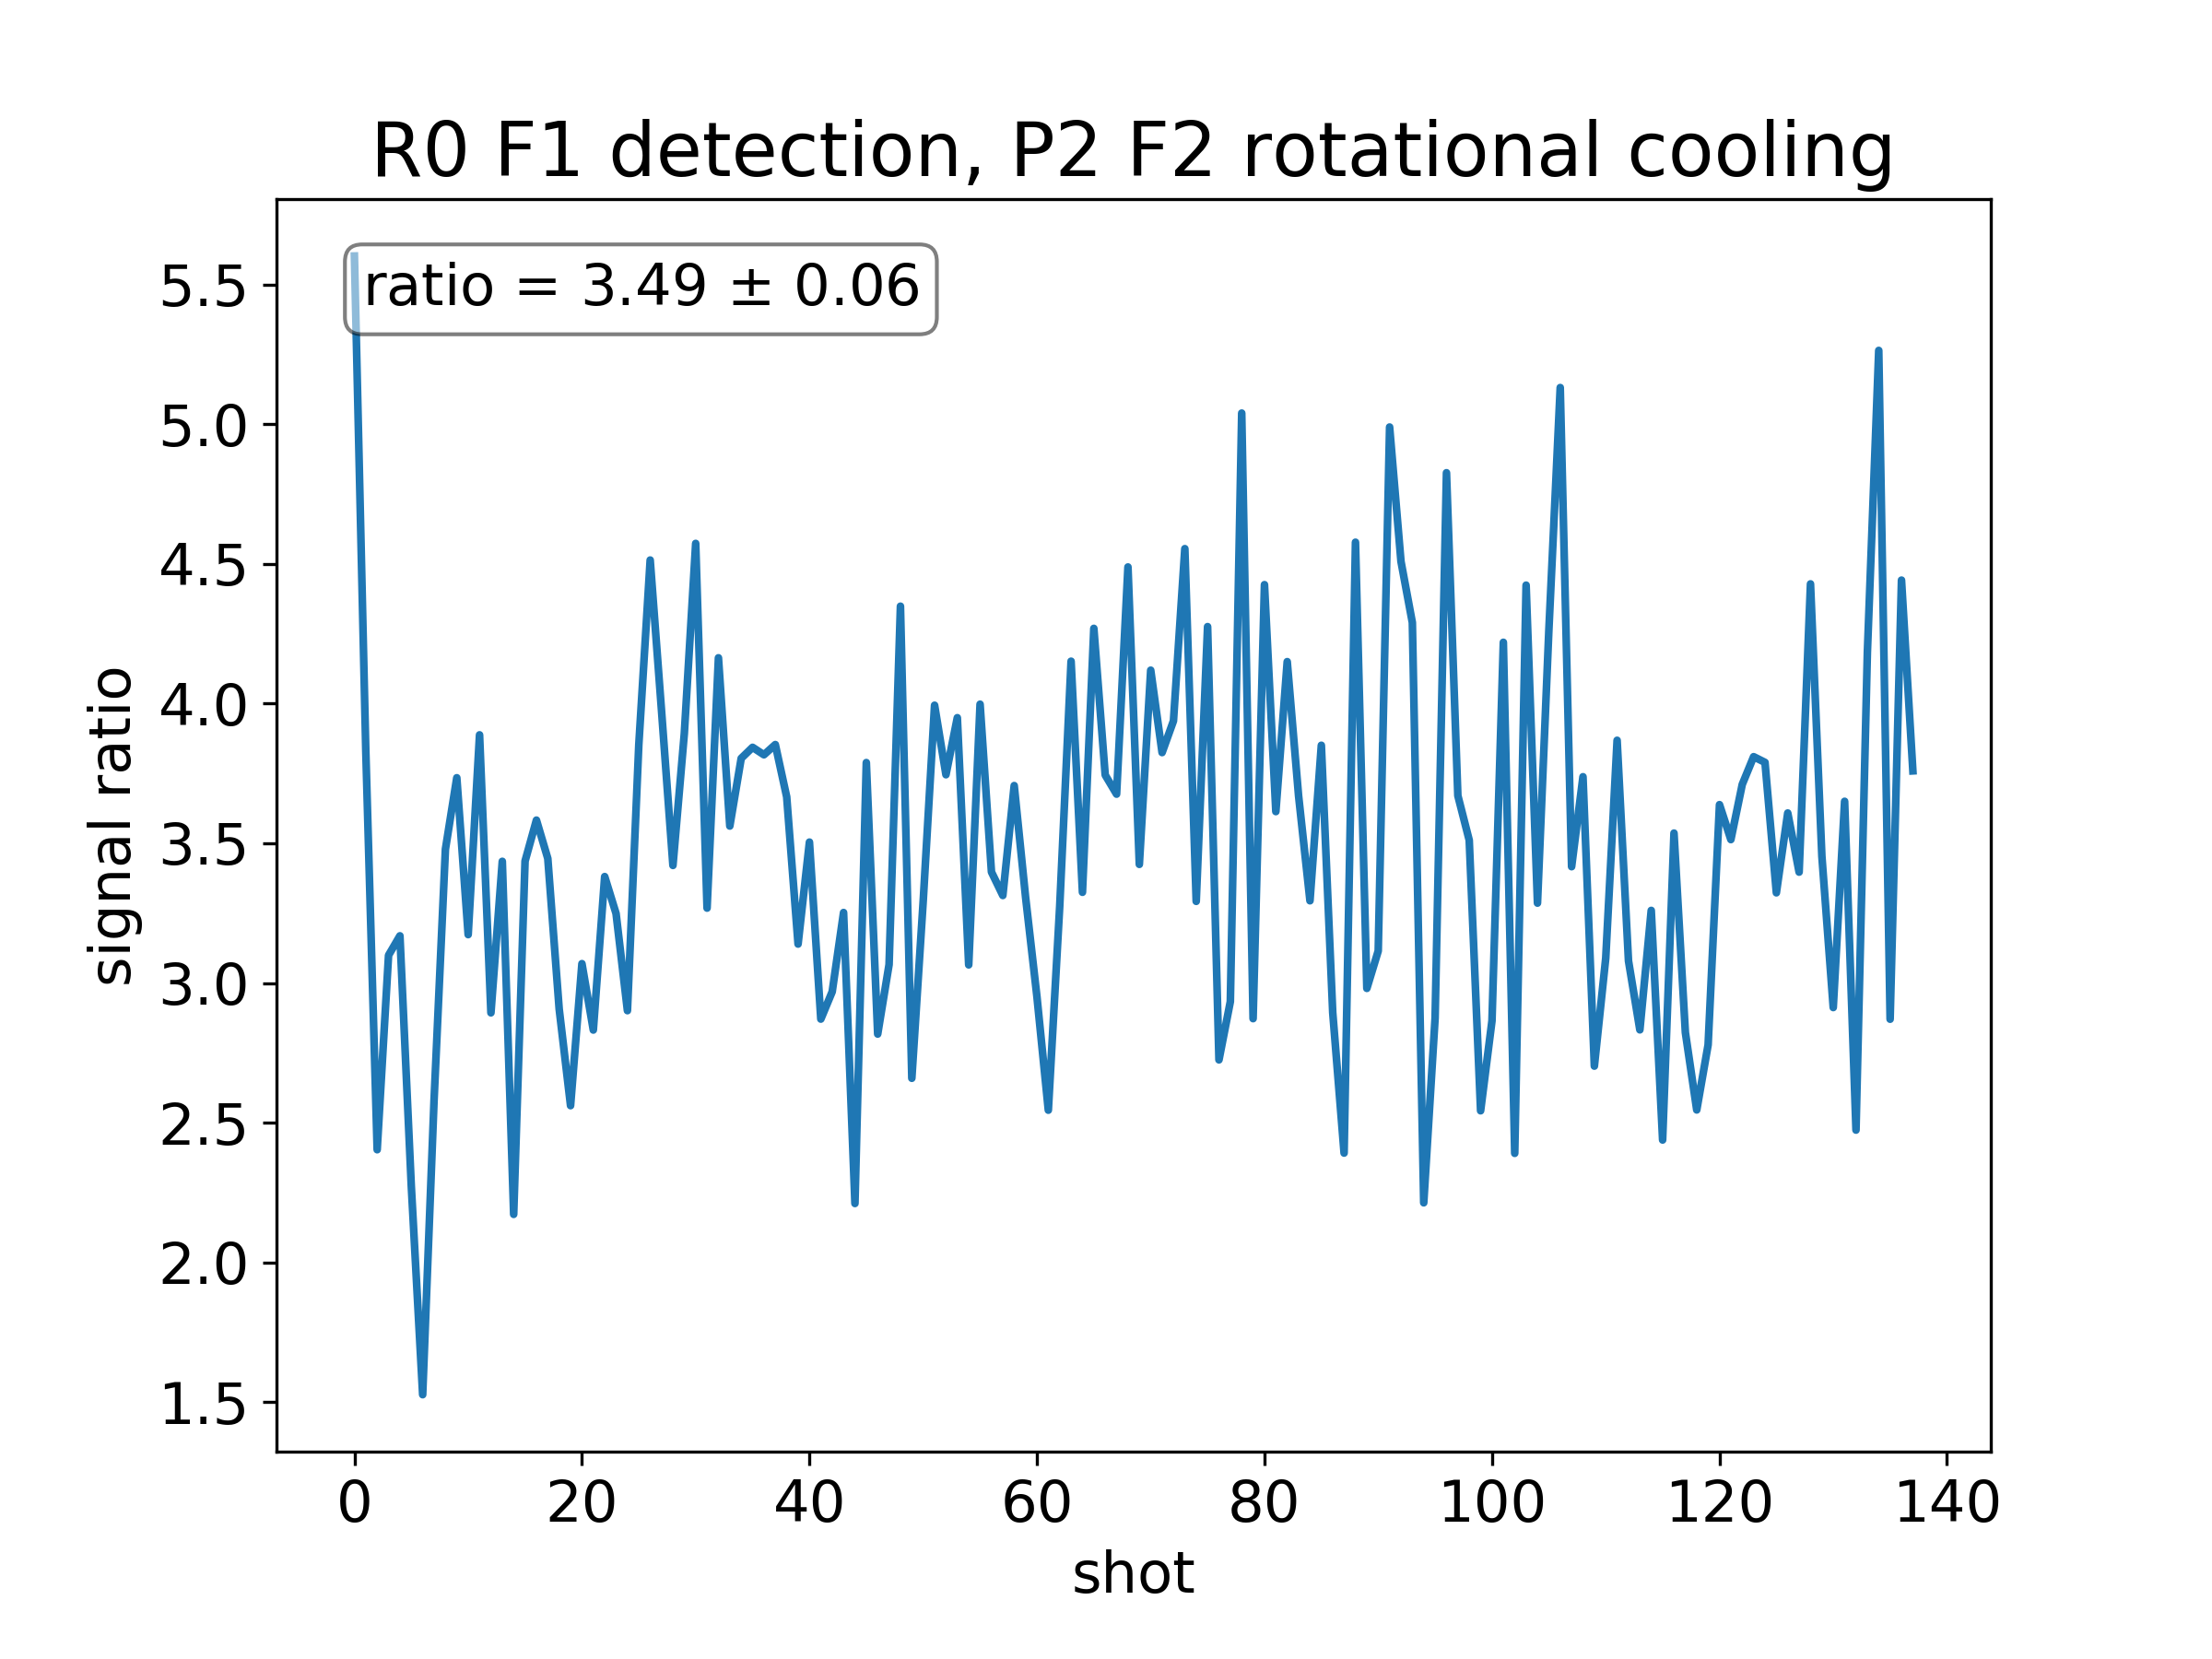 R0 F1 detection, P2 F2 rotational cooling
ratio = 3.49 ± 0.06
5.5
5.0
4.5
4.0
3.5
3.0
2.5
2.0
1.5
signal ratio
0 20 40 60 80 100 120 140
shot